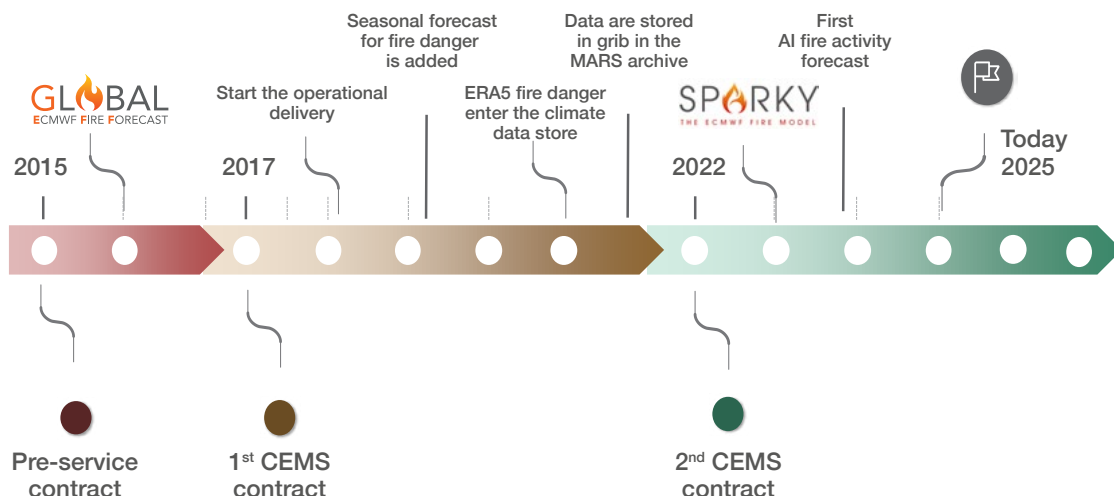 Seasonal forecast
for fire danger
is added
Data are stored
in grib in the
MARS archive
First
AI fire activity
forecast
GLOBAL
ECMWF FIRE FORECAST
Start the operational
delivery
ERA5 fire danger
enter the climate
data store
SPARKY
THE ECMWF FIRE MODEL
2015
2017
2022
Today
2025
Pre-service
contract
1st CEMS
contract
2nd CEMS
contract